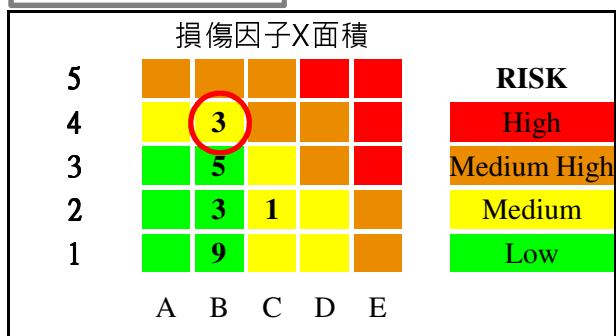 損傷因子X面積
5 RISK
4 3 High
3 5 Medium High
2 3 1 Medium
1 9 Low
A B C D E